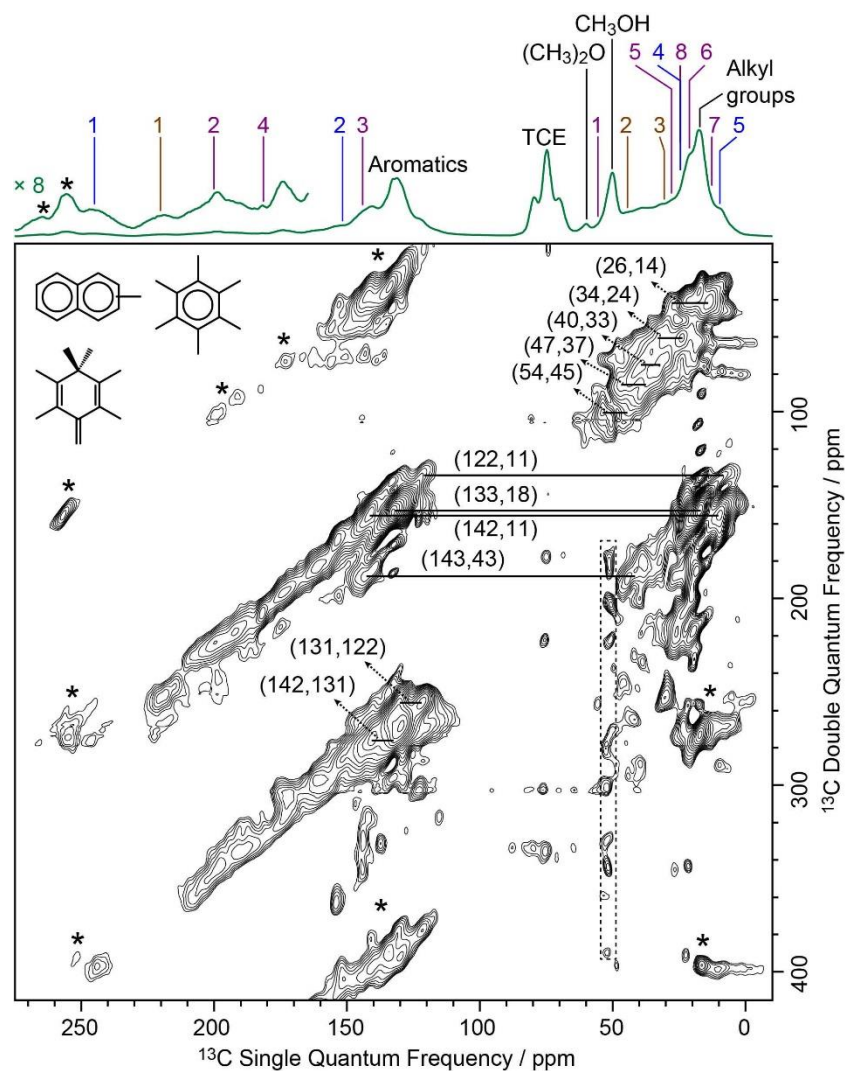 CH₃OH
(CH₃)₂O
5 4 8 6
Alkyl
groups
1 1 2 4 2 3
TCE
1 2 3 7 5
Aromatics
× 8
* *
*
(26,14)
(34,24)
*
(40,33)
(47,37)
*
(54,45)
100
(122,11)
*
(133,18)
(142,11)
(143,43)
200
(131,122)
(142,131)
* *
300
* * *
400
250 200 150 100 50 0
¹³C Single Quantum Frequency / ppm
¹³C Double Quantum Frequency / ppm